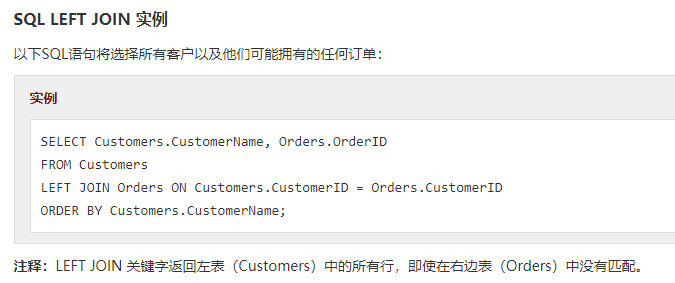 SQL LEFT JOIN 实例
以下SQL语句将选择所有客户以及他们可能拥有的任何订单：
实例
SELECT Customers.CustomerName, Orders.OrderID
FROM Customers
LEFT JOIN Orders ON Customers.CustomerID = Orders.CustomerID
ORDER BY Customers.CustomerName;
注释：LEFT JOIN 关键字返回左表（Customers）中的所有行，即使在右边表（Orders）中没有匹配。